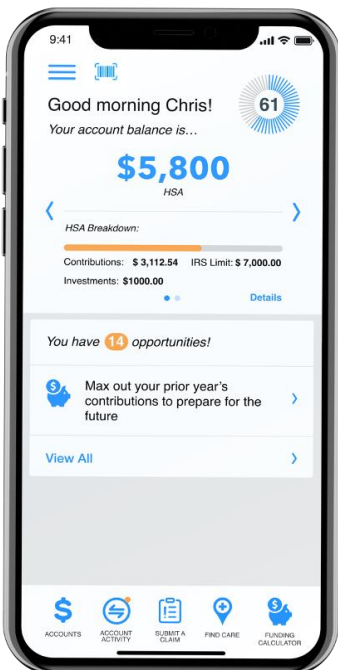 9:41
Good morning Chris!
61
Your account balance is...
$5,800
HSA
HSA Breakdown:
Contributions: $ 3,112.54 IRS Limit: $ 7,000.00
Investments: $1000.00
Details
You have 14 opportunities!
Max out your prior year's
contributions to prepare for the
future
View All
ACCOUNTS
ACCOUNT
ACTIVITY
SUBMIT A
CLAIM
FIND CARE
FUNDING
CALCULATOR